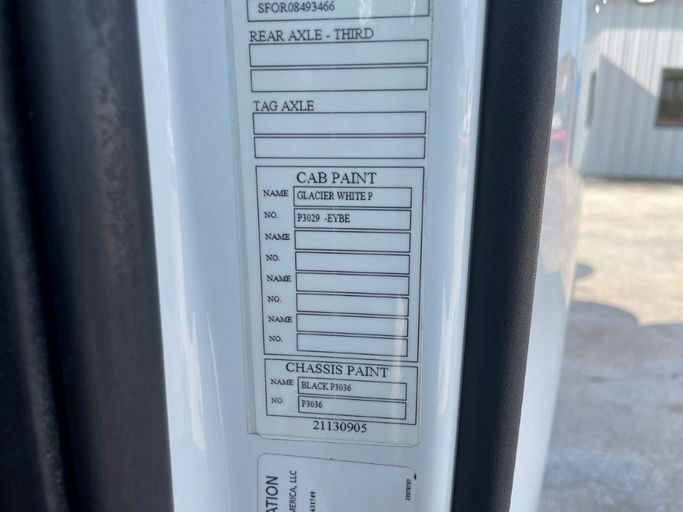 SFOR08493466
REAR AXLE - THIRD
TAG AXLE
CAB PAINT
NAME GLACIER WHITE P
NO. P3029 -EYBE
NAME
NO.
NAME
NO.
NAME
NO.
CHASSIS PAINT
NAME BLACK P3036
NO. P3036
21130905
ATION
MERICA, LLC